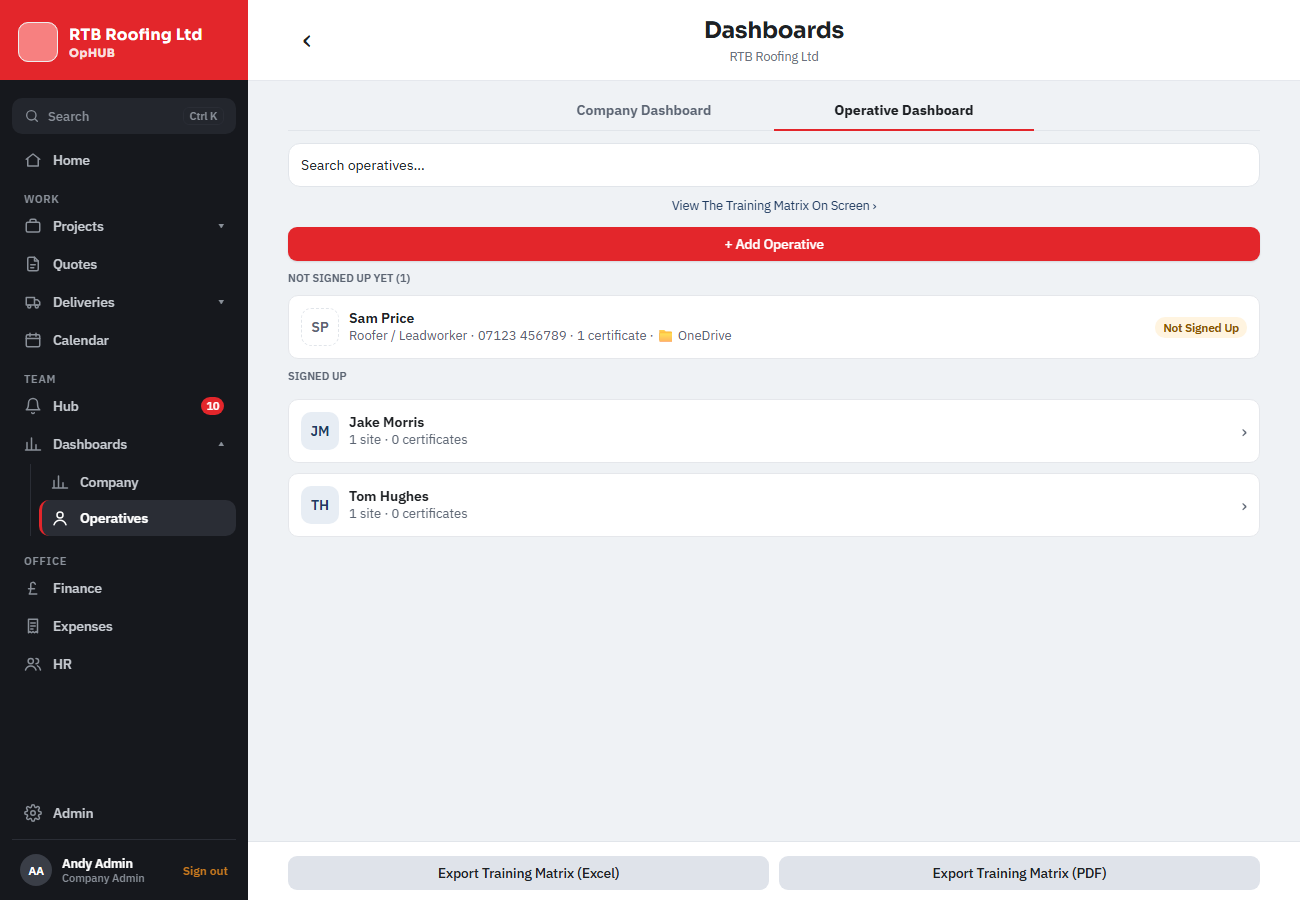 RTB Roofing Ltd
OpHUB
Search Ctrl K
Home
WORK
Projects
Quotes
Deliveries
Calendar
TEAM
Hub 10
Dashboards
Company
Operatives
OFFICE
Finance
Expenses
HR
Admin
AA Andy Admin
Company Admin
Sign out
Dashboards
RTB Roofing Ltd
Company Dashboard Operative Dashboard
Search operatives...
View The Training Matrix On Screen ›
+ Add Operative
NOT SIGNED UP YET (1)
SP Sam Price
Roofer / Leadworker · 07123 456789 · 1 certificate · OneDrive
Not Signed Up
SIGNED UP
JM Jake Morris
1 site · 0 certificates
TH Tom Hughes
1 site · 0 certificates
Export Training Matrix (Excel) Export Training Matrix (PDF)